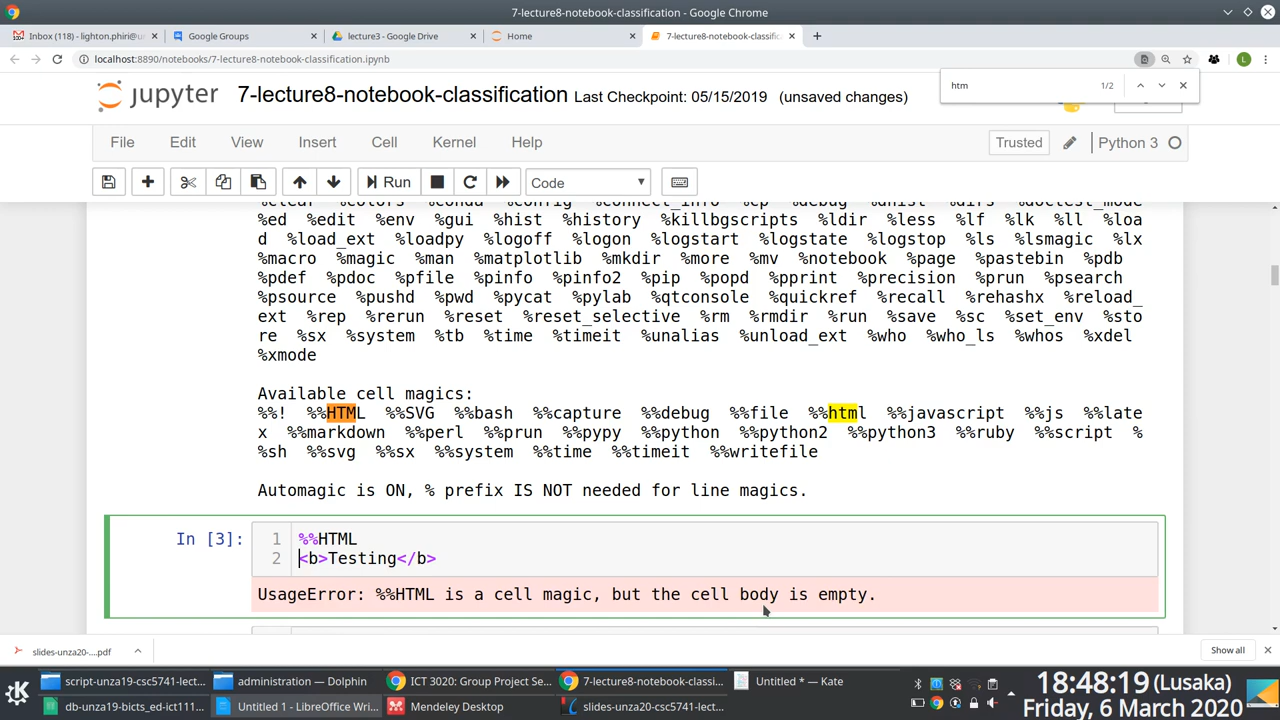 7-lecture8-notebook-classification - Google Chrome
Inbox (118) - lighton.phiri@u
Google Groups
lecture3 - Google Drive
Home
7-lecture8-notebook-classific
localhost:8890/notebooks/7-lecture8-notebook-classification.ipynb
htm 1/2
jupyter 7-lecture8-notebook-classification Last Checkpoint: 05/15/2019 (unsaved changes)
File Edit View Insert Cell Kernel Help Trusted Python 3
Run Code
%clear %colors %conda %config %connect_info %cp %debug %dhist %dirs %doctest_mode
%ed %edit %env %gui %hist %history %killbgscripts %ldir %less %lf %lk %ll %loa
d %load_ext %loadpy %logoff %logon %logstart %logstate %logstop %ls %lsmagic %lx
%macro %magic %man %matplotlib %mkdir %more %mv %notebook %page %pastebin %pdb
%pdef %pdoc %pfile %pinfo %pinfo2 %pip %popd %pprint %precision %prun %psearch
%psource %pushd %pwd %pycat %pylab %qtconsole %quickref %recall %rehashx %reload_
ext %rep %rerun %reset %reset_selective %rm %rmdir %run %save %sc %set_env %sto
re %sx %system %tb %time %timeit %unalias %unload_ext %who %who_ls %whos %xdel
%xmode
Available cell magics:
%%! %%HTML %%SVG %%bash %%capture %%debug %%file %%html %%javascript %%js %%late
x %%markdown %%perl %%prun %%pypy %%python %%python2 %%python3 %%ruby %%script %
%sh %%svg %%sx %%system %%time %%timeit %%writefile
Automagic is ON, % prefix IS NOT needed for line magics.
In [3]: 1 %%HTML
2 <b>Testing</b>
UsageError: %%HTML is a cell magic, but the cell body is empty.
slides-unza20-....pdf
Show all
script-unza19-csc5741-lect...
administration — Dolphin
ICT 3020: Group Project Se...
7-lecture8-notebook-classi...
Untitled * — Kate
18:48:19 (Lusaka)
db-unza19-bicts_ed-ict111...
Untitled 1 - LibreOffice Wri...
Mendeley Desktop
slides-unza20-csc5741-lect...
Friday, 6 March 2020